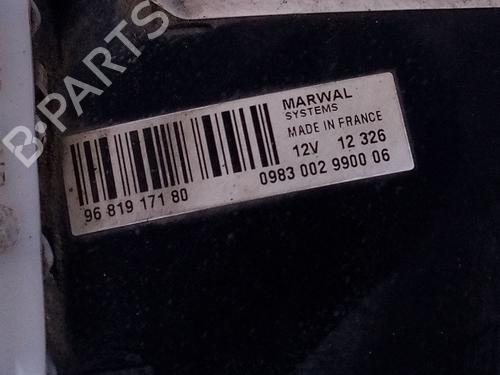 B-PARTS
MARWAL
SYSTEMS
MADE IN FRANCE
12V 12 326
96 819 171 80
0983 002 9900 06